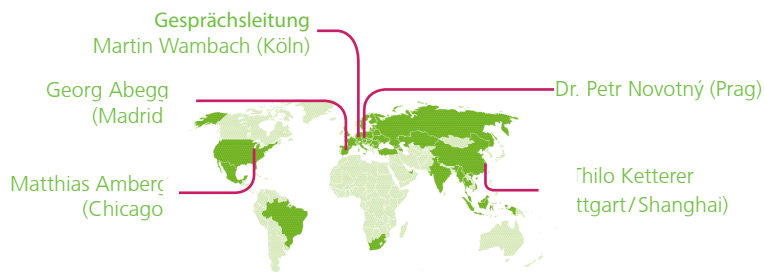 Gesprächsleitung
Martin Wambach (Köln)
Georg Abegg
(Madrid
Dr. Petr Novotný (Prag)
Matthias Amberg
(Chicago
Thilo Ketterer
ttgart/Shanghai)